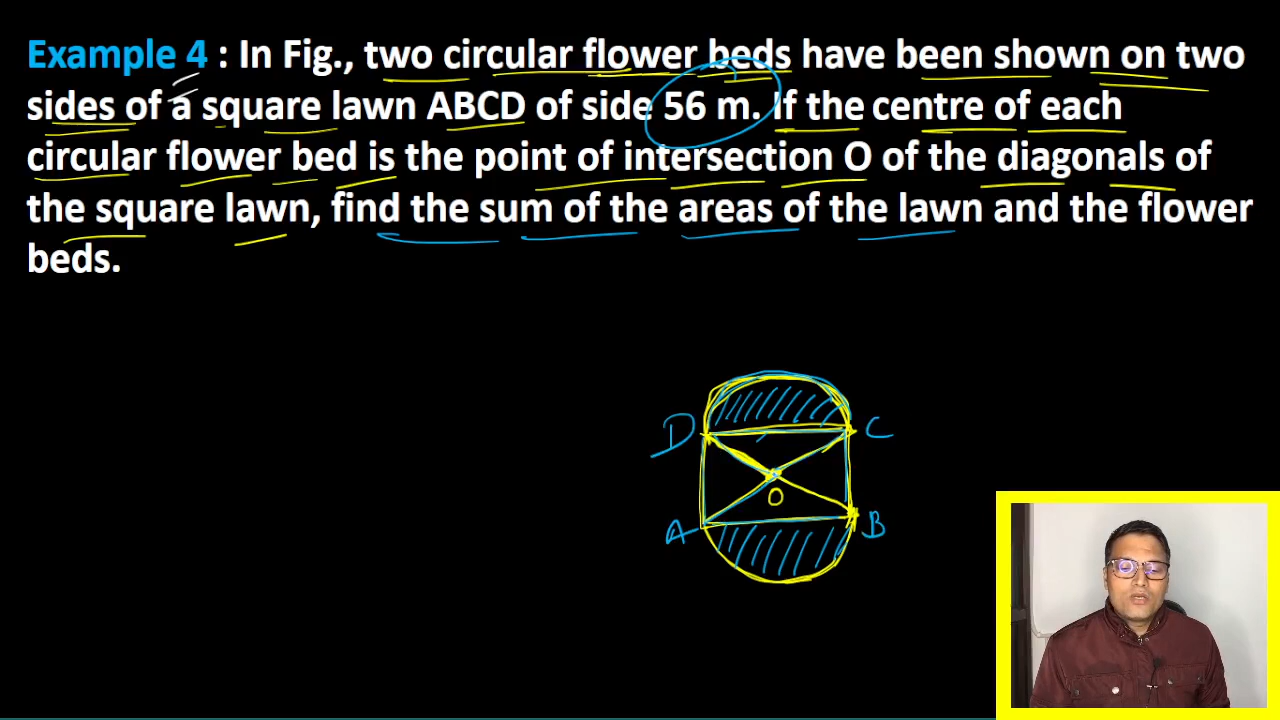 Example 4 : In Fig., two circular flower beds have been shown on two
sides of a square lawn ABCD of side 56 m. If the centre of each
circular flower bed is the point of intersection O of the diagonals of
the square lawn, find the sum of the areas of the lawn and the flower
beds.
D C
O
A B